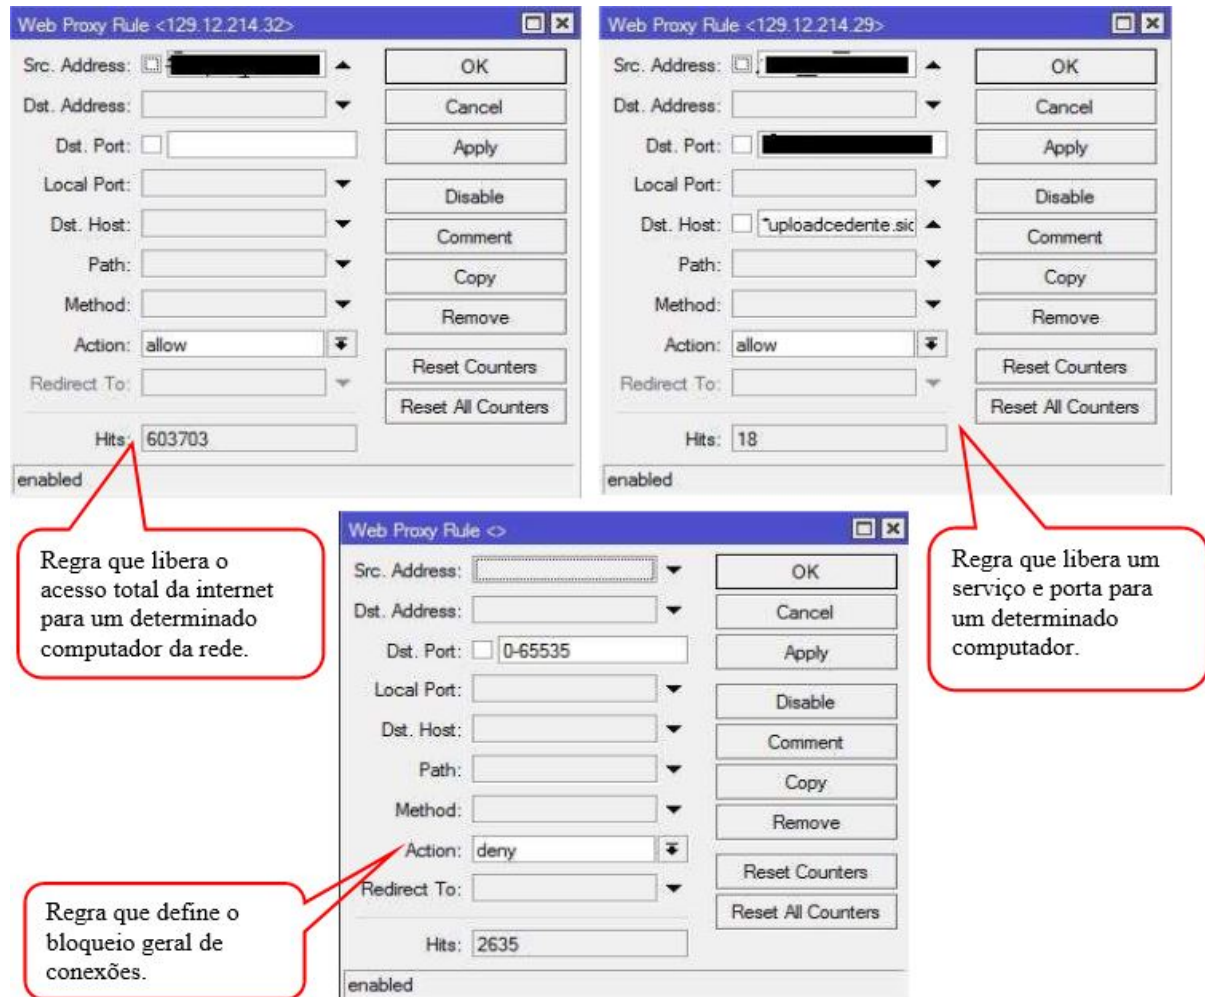 Web Proxy Rule <129.12.214.32>
Src. Address:
OK
Dst. Address:
Cancel
Dst. Port:
Apply
Local Port:
Disable
Dst. Host:
Comment
Path:
Copy
Method:
Remove
Action: allow
Reset Counters
Redirect To:
Reset All Counters
Hits: 603703
enabled
Web Proxy Rule <129.12.214.29>
Src. Address:
OK
Dst. Address:
Cancel
Dst. Port:
Apply
Local Port:
Disable
Dst. Host: *uploadcedente.sic
Comment
Path:
Copy
Method:
Remove
Action: allow
Reset Counters
Redirect To:
Reset All Counters
Hits: 18
enabled
Regra que libera o
acesso total da internet
para um determinado
computador da rede.
Web Proxy Rule <>
Src. Address:
OK
Dst. Address:
Cancel
Dst. Port: 0-65535
Apply
Local Port:
Disable
Dst. Host:
Comment
Path:
Copy
Method:
Remove
Action: deny
Reset Counters
Redirect To:
Reset All Counters
Hits: 2635
enabled
Regra que libera um
serviço e porta para
um determinado
computador.
Regra que define o
bloqueio geral de
conexões.